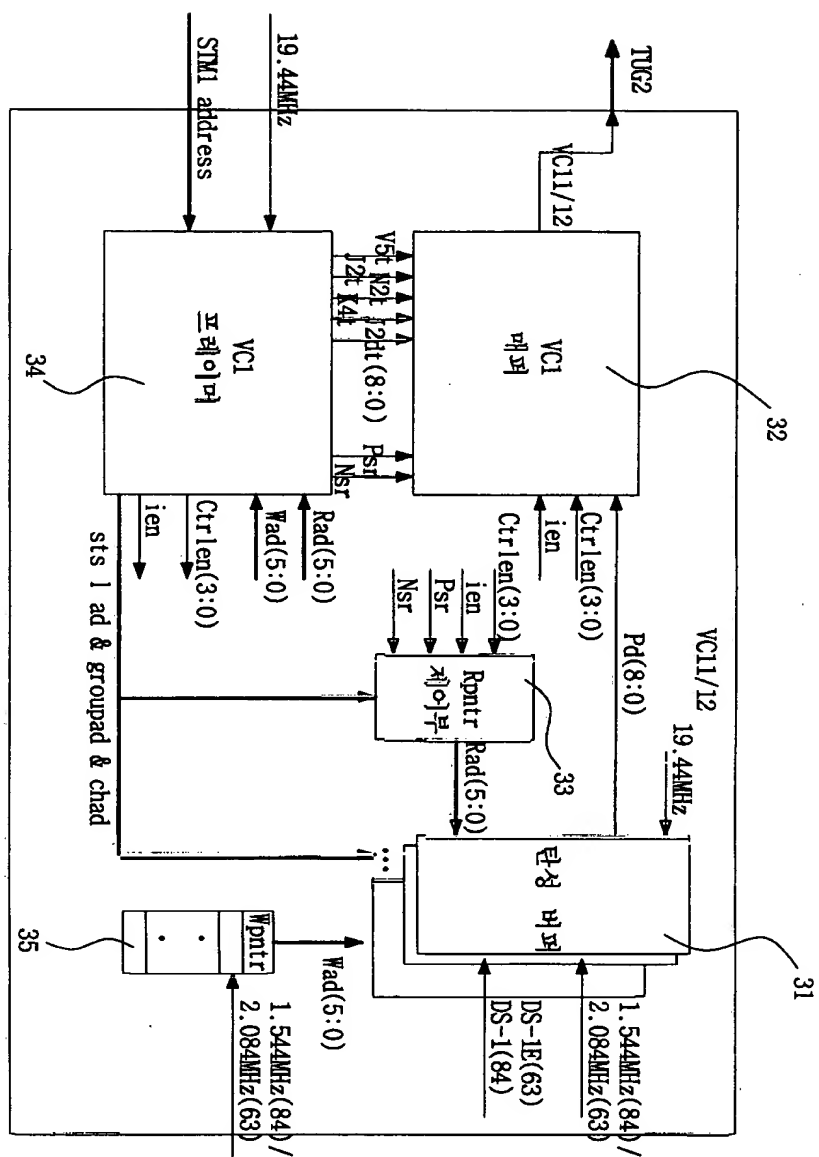 1.544MHz(84)/
2.084MHz(63)
DS-1E(63)
DS-1(84)
1.544MHz(84)/
2.084MHz(63)
31
탄성 버퍼
19.44MHz
VC11/12
Wad(5:0)
Wpntr
35
Pd(8:0)
Rad(5:0)
33
Rpntr
제어부
Ctrlen(3:0)
ien
Psr
Nsr
Ctrlen(3:0)
ien
Rad(5:0)
Wad(5:0)
Ctrlen(3:0)
ien
sts 1 ad & groupad & chad
32
VC1
매퍼
Psr
Nsr
J2dt(8:0)
K4t
N2t
J2t
V5t
VC1
프레이머
34
VC11/12
TUG2
19.44MHz
STM1 address